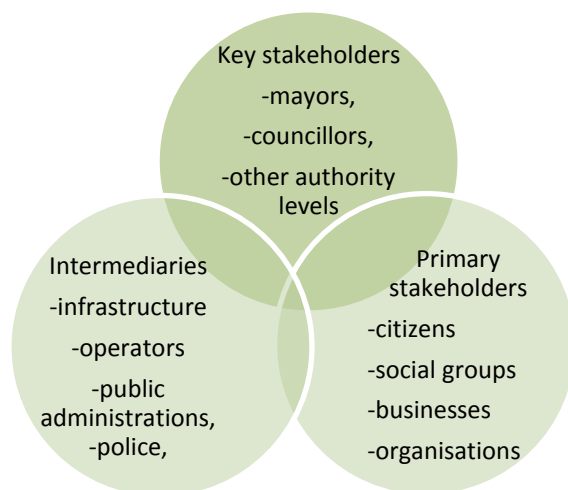 Key stakeholders
-mayors,
-councillors,
-other authority
levels
Intermediaries
-infrastructure
-operators
-public
administrations,
-police,
Primary
stakeholders
-citizens
-social groups
-businesses
-organisations